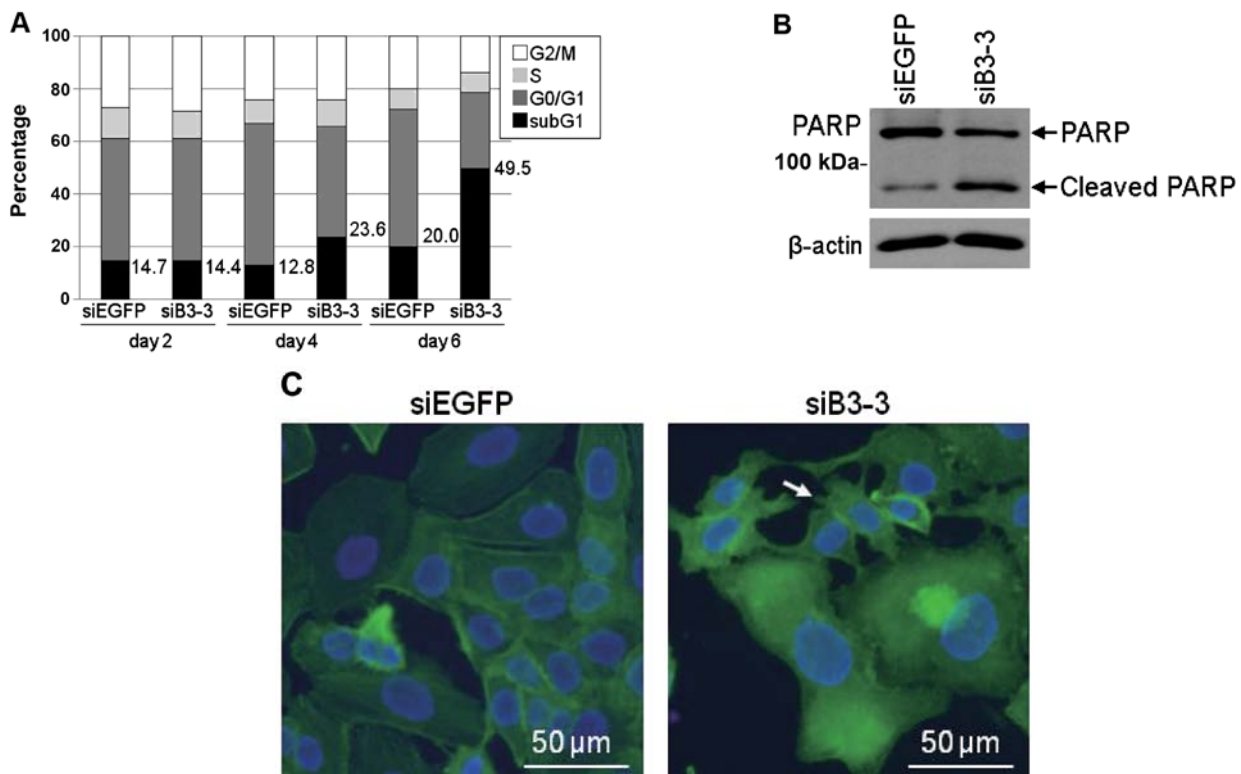 A
100
80
60
40
20
0
Percentage
G2/M
S
G0/G1
subG1
14.7
14.4
12.8
23.6
20.0
49.5
siEGFP siB3-3 siEGFP siB3-3 siEGFP siB3-3
day 2 day 4 day 6
B
siEGFP siB3-3
PARP
PARP
100 kDa-
Cleaved PARP
β-actin
C
siEGFP siB3-3
50 µm 50 µm